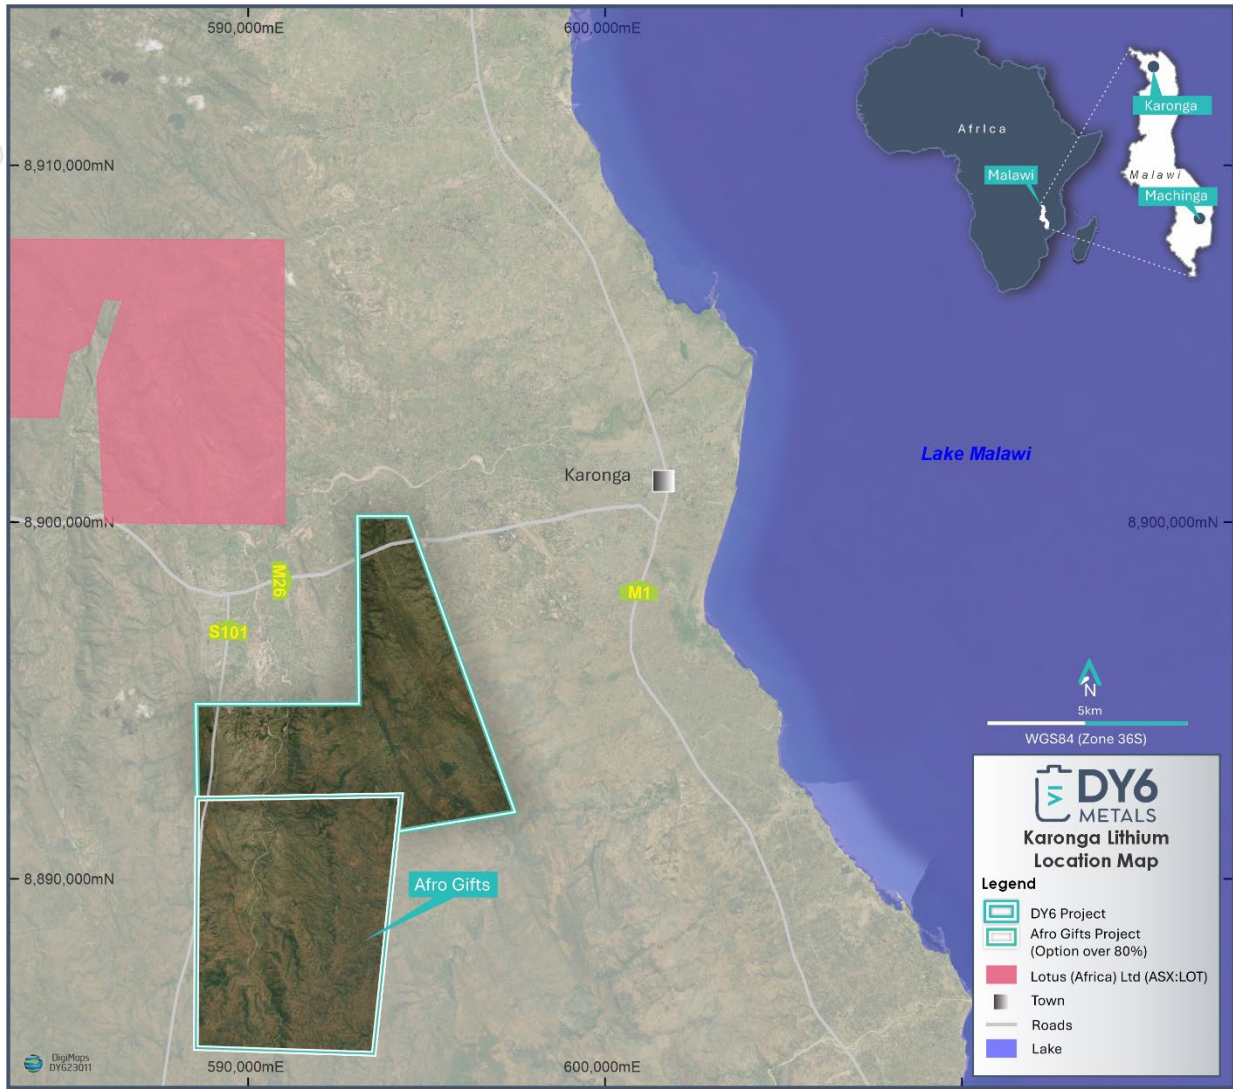 590,000mE
600,000mE
8,910,000mN
Africa
Karonga
Malawi
Malawi
Machinga
Lake Malawi
Karonga
8,900,000mN
8,900,000mN
M26
M1
S101
N
5km
WGS84 (Zone 36S)
DY6
METALS
Karonga Lithium
Location Map
Legend
DY6 Project
Afro Gifts Project
(Option over 80%)
Lotus (Africa) Ltd (ASX:LOT)
Town
Roads
Lake
8,890,000mN
Afro Gifts
DigiMaps
DY623011
590,000mE
600,000mE